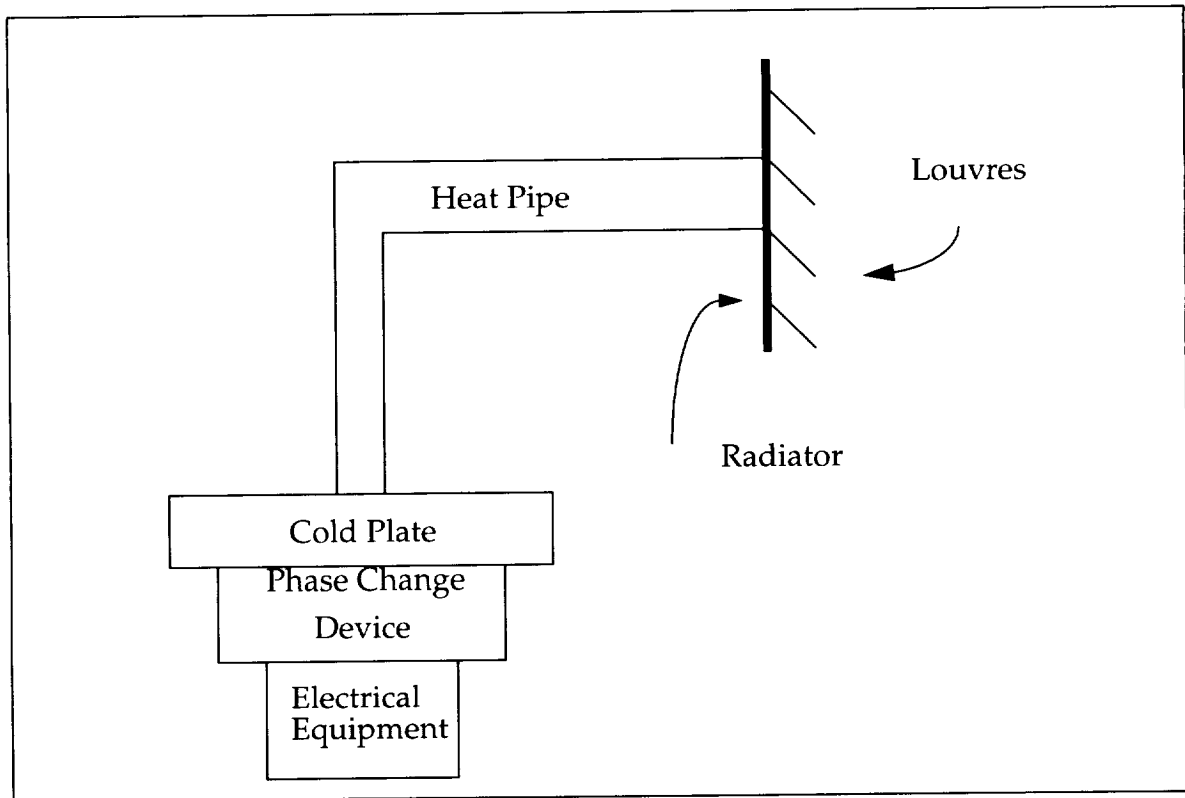 Louvres
Heat Pipe
Radiator
Cold Plate
Phase Change
Device
Electrical
Equipment